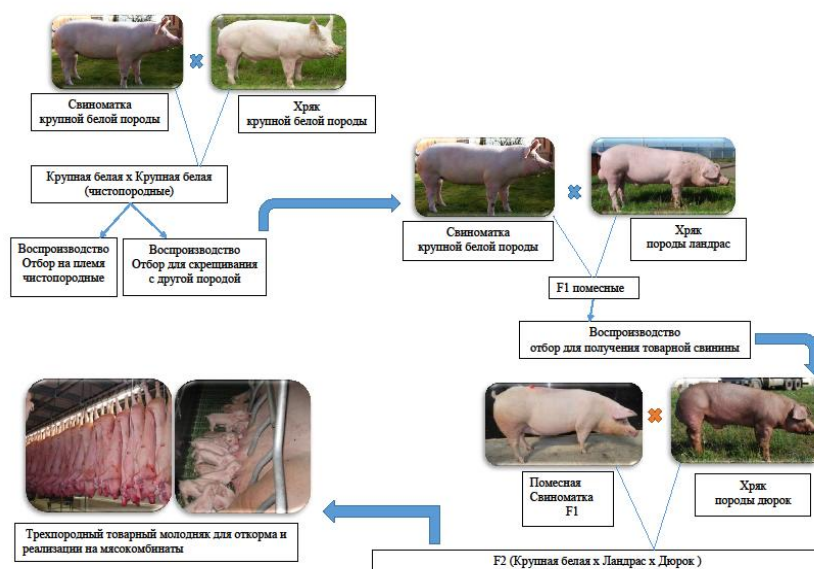 Свиноматка
крупной белой породы
Хряк
крупной белой породы
Крупная белая х Крупная белая
(чистопородные)
Воспроизводство
Отбор на племя
чистопородные
Воспроизводство
Отбор для скрещивания
с другой породой
Свиноматка
крупной белой породы
Хряк
породы ландрас
F1 помесные
Воспроизводство
отбор для получения товарной свинины
Помесная
Свиноматка
F1
Хряк
породы дюрок
F2 (Крупная белая х Ландрас х Дюрок )
Трехпородный товарный молодняк для откорма и
реализации на мясокомбинаты